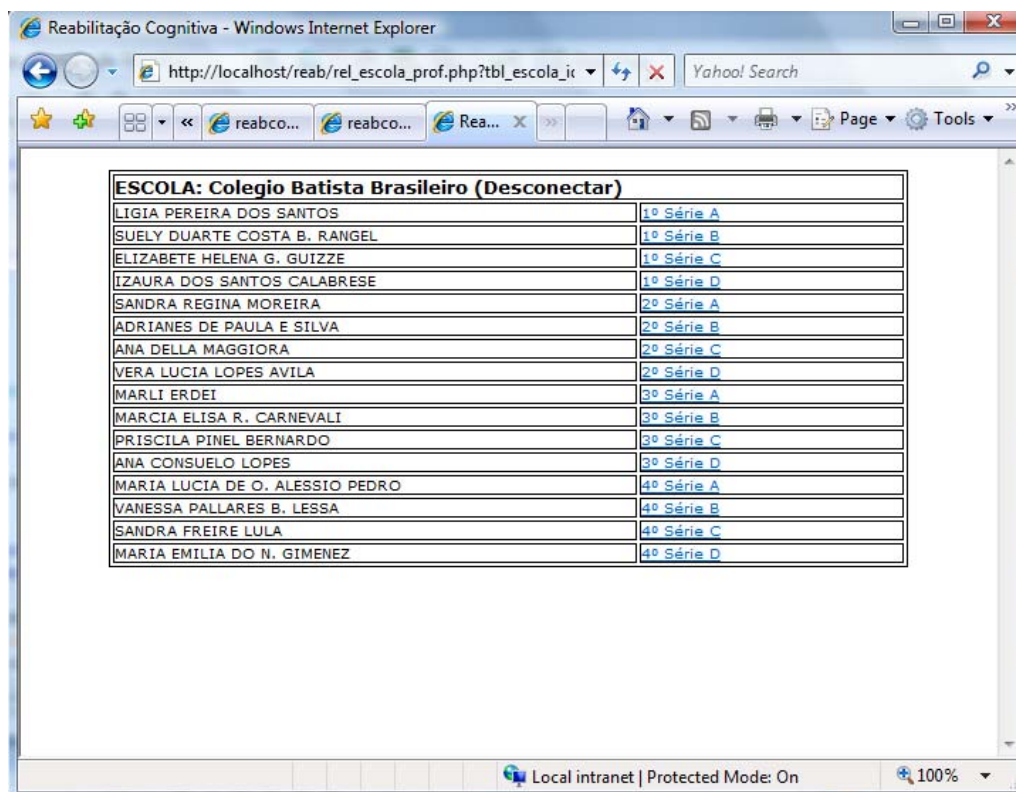 Reabilitação Cognitiva - Windows Internet Explorer
http://localhost/reab/rel_escola_prof.php?tbl_escola_ic
Yahoo! Search
« reabco... reabco... Rea... X » Page Tools »
ESCOLA: Colegio Batista Brasileiro (Desconectar)
LIGIA PEREIRA DOS SANTOS 1º Série A
SUELY DUARTE COSTA B. RANGEL 1º Série B
ELIZABETE HELENA G. GUIZZE 1º Série C
IZAURA DOS SANTOS CALABRESE 1º Série D
SANDRA REGINA MOREIRA 2º Série A
ADRIANES DE PAULA E SILVA 2º Série B
ANA DELLA MAGGIORA 2º Série C
VERA LUCIA LOPES AVILA 2º Série D
MARLI ERDEI 3º Série A
MARCIA ELISA R. CARNEVALI 3º Série B
PRISCILA PINEL BERNARDO 3º Série C
ANA CONSUELO LOPES 3º Série D
MARIA LUCIA DE O. ALESSIO PEDRO 4º Série A
VANESSA PALLARES B. LESSA 4º Série B
SANDRA FREIRE LULA 4º Série C
MARIA EMILIA DO N. GIMENEZ 4º Série D
Local intranet | Protected Mode: On 100%